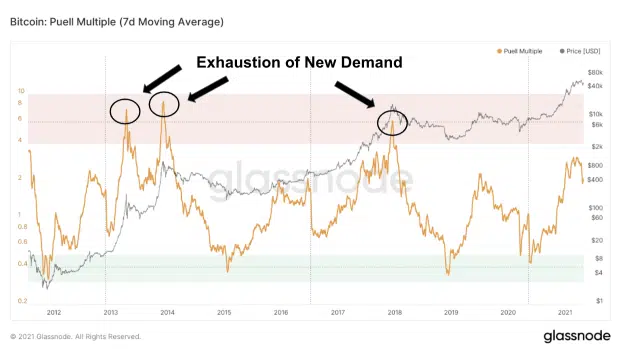 Bitcoin: Puell Multiple (7d Moving Average)
Puell Multiple Price [USD]
Exhaustion of New Demand
10
8
6
4
2
1
0.8
0.6
0.4
0.2
$80k
$40k
$10k
$6k
$2k
$800
$400
$100
$60
$20
$8
$4
$1
glassnode
2012 2013 2014 2015 2016 2017 2018 2019 2020 2021
© 2021 Glassnode. All Rights Reserved.
glassnode